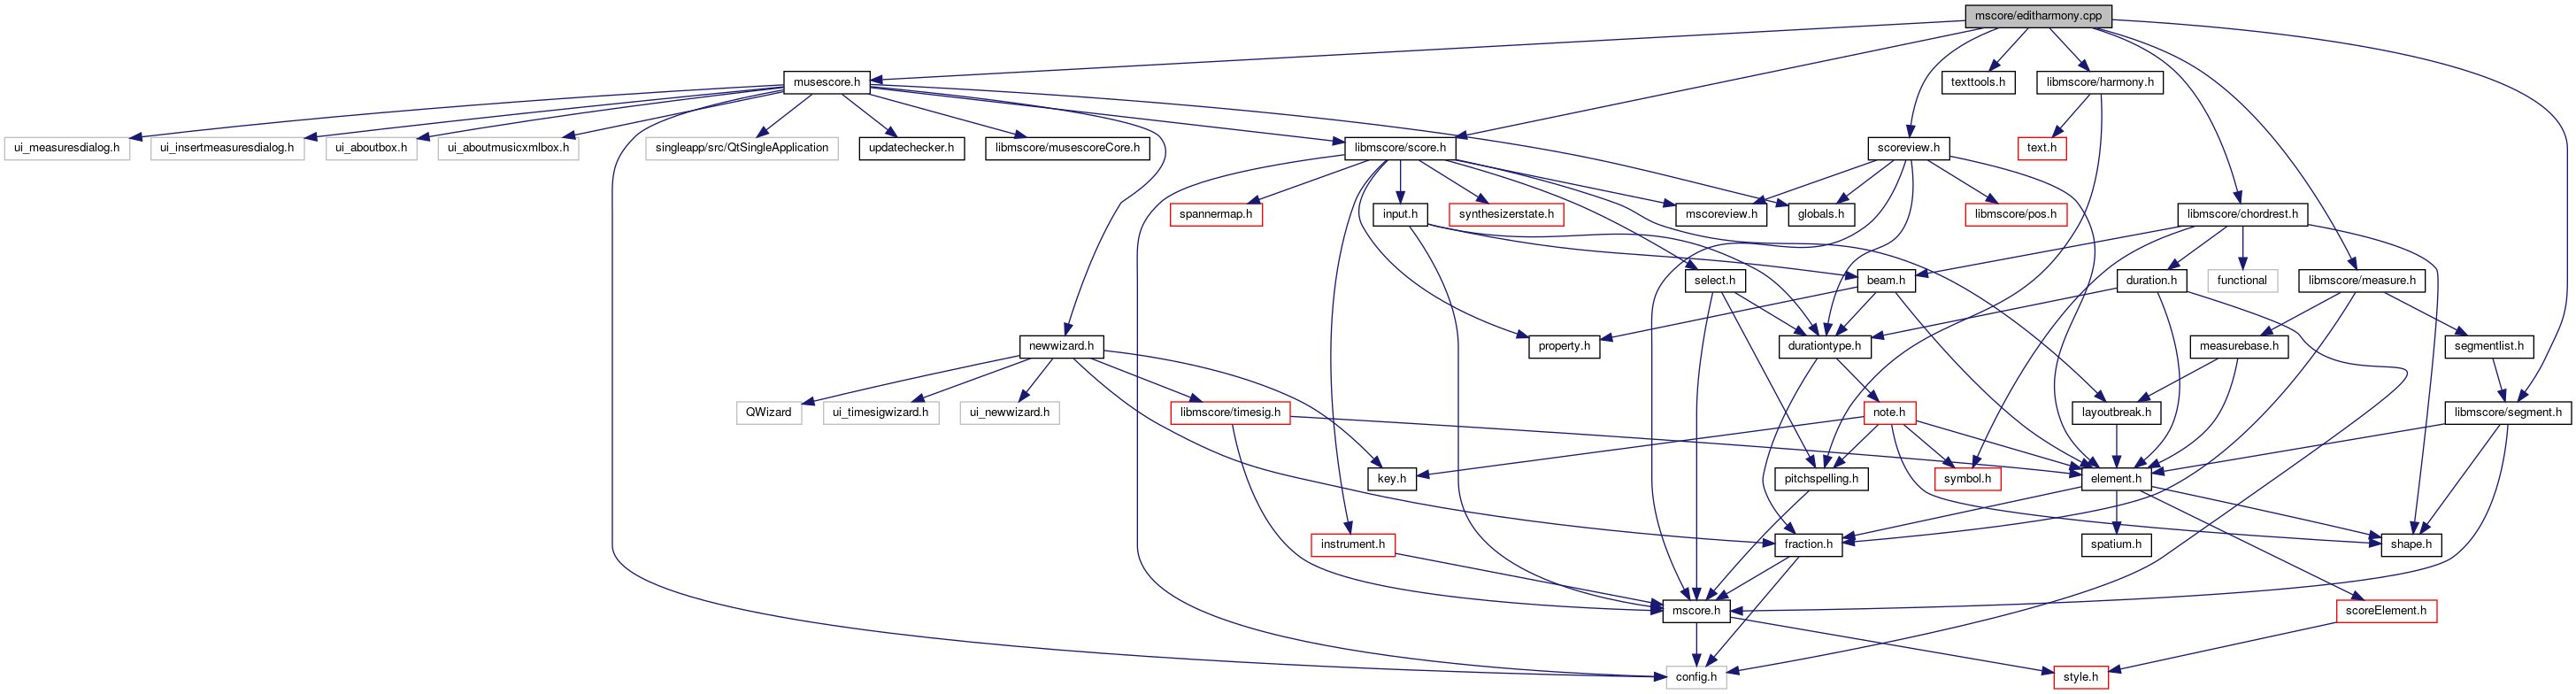 mscore/editharmony.cpp
musescore.h
texttools.h
libmscore/harmony.h
ui_measuresdialog.h
ui_insertmeasuresdialog.h
ui_aboutbox.h
ui_aboutmusicxmlbox.h
singleapp/src/QtSingleApplication
updatechecker.h
libmscore/musescoreCore.h
libmscore/score.h
scoreview.h
text.h
spannermap.h
input.h
synthesizerstate.h
mscoreview.h
globals.h
libmscore/pos.h
libmscore/chordrest.h
select.h
beam.h
duration.h
functional
libmscore/measure.h
newwizard.h
property.h
durationtype.h
measurebase.h
segmentlist.h
QWizard
ui_timesigwizard.h
ui_newwizard.h
libmscore/timesig.h
note.h
layoutbreak.h
libmscore/segment.h
key.h
pitchspelling.h
symbol.h
element.h
instrument.h
fraction.h
spatium.h
shape.h
mscore.h
scoreElement.h
config.h
style.h